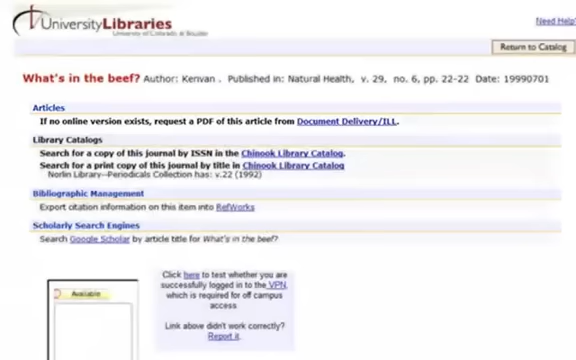 UniversityLibraries
University of Colorado at Boulder
Need Help?
Return to Catalog
What's in the beef? Author: Kenvan . Published in: Natural Health, v. 29, no. 6, pp. 22-22 Date: 19990701
Articles
If no online version exists, request a PDF of this article from Document Delivery/ILL.
Library Catalogs
Search for a copy of this journal by ISSN in the Chinook Library Catalog.
Search for a print copy of this journal by title in Chinook Library Catalog
Norlin Library--Periodicals Collection has: v.22 (1992)
Bibliographic Management
Export citation information on this item into RefWorks
Scholarly Search Engines
Search Google Scholar by article title for What's in the beef?
Available
Click here to test whether you are
successfully logged in to the VPN,
which is required for off campus
access
Link above didn't work correctly?
Report it.